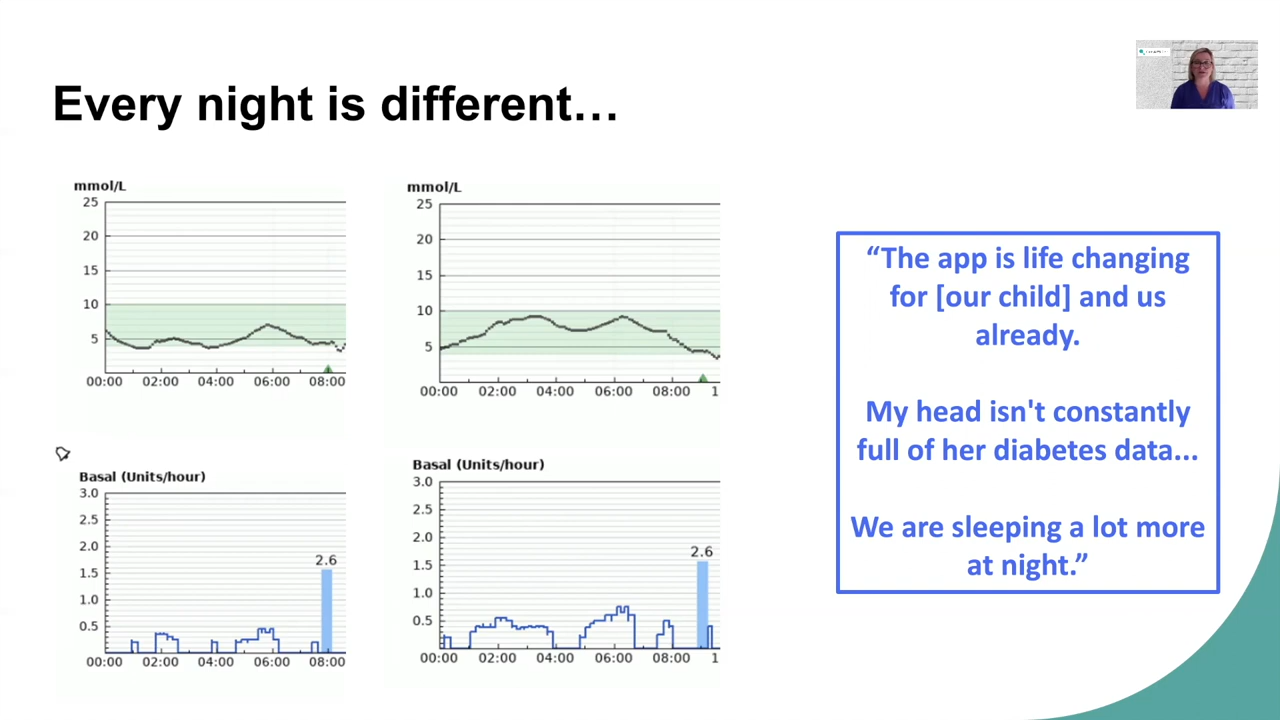 Every night is different…
mmol/L
25
20
15
10
5
00:00 02:00 04:00 06:00 08:00
mmol/L
25
20
15
10
5
00:00 02:00 04:00 06:00 08:00 1
Basal (Units/hour)
3.0
2.5
2.0
1.5
1.0
0.5
2.6
00:00 02:00 04:00 06:00 08:00
Basal (Units/hour)
3.0
2.5
2.0
1.5
1.0
0.5
2.6
00:00 02:00 04:00 06:00 08:00 1
“The app is life changing
for [our child] and us
already.
My head isn't constantly
full of her diabetes data...
We are sleeping a lot more
at night.”